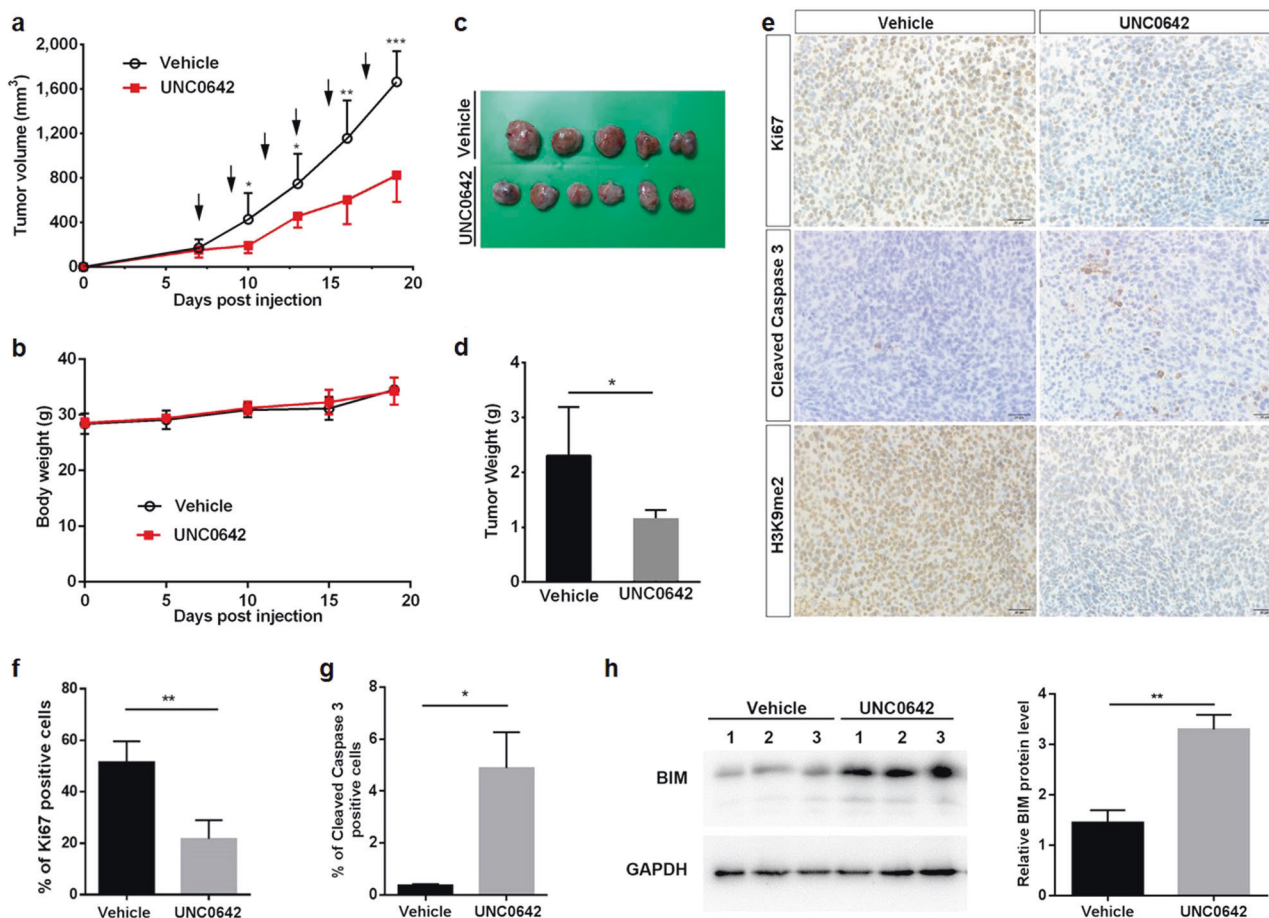 a
Tumor volume (mm³)
2,000
1,600
1,200
800
400
0
Vehicle
UNC0642
*
*
**
***
0 5 10 15 20
Days post injection
b
Body weight (g)
40
30
20
10
0
Vehicle
UNC0642
0 5 10 15 20
Days post injection
c
Vehicle
UNC0642
d
Tumor Weight (g)
4
3
2
1
0
*
Vehicle UNC0642
e
Vehicle UNC0642
Ki67
Cleaved Caspase 3
H3K9me2
f
% of Ki67 positive cells
80
60
40
20
0
**
Vehicle UNC0642
g
% of Cleaved Caspase 3
positive cells
8
6
4
2
0
*
Vehicle UNC0642
h
Vehicle UNC0642
1 2 3 1 2 3
BIM
GAPDH
Relative BIM protein level
4
3
2
1
0
**
Vehicle UNC0642